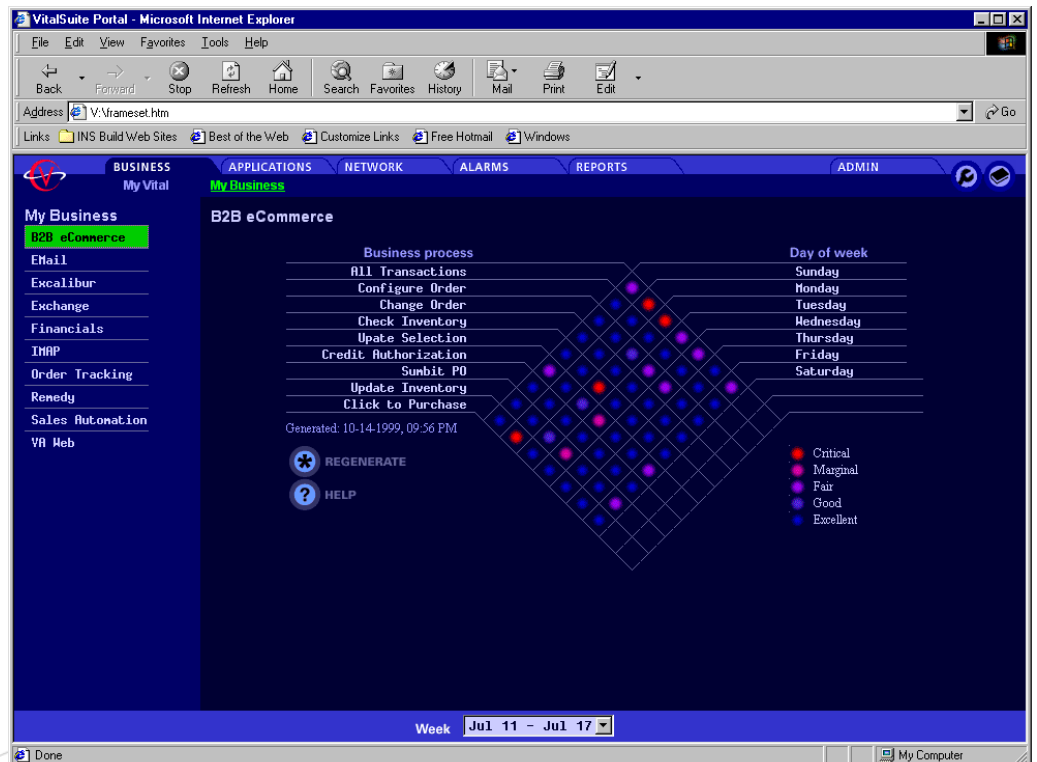 VitalSuite Portal - Microsoft Internet Explorer
File Edit View Favorites Tools Help
Back Forward Stop Refresh Home Search Favorites History Mail Print Edit
Address V:\frameset.htm Go
Links INS Build Web Sites Best of the Web Customize Links Free Hotmail Windows
BUSINESS APPLICATIONS NETWORK ALARMS REPORTS ADMIN
My Vital My Business
My Business
B2B eCommerce
EMail
Excalibur
Exchange
Financials
IMAP
Order Tracking
Remedy
Sales Automation
VA Web
B2B eCommerce
Business process Day of week
All Transactions Sunday
Configure Order Monday
Change Order Tuesday
Check Inventory Wednesday
Upate Selection Thursday
Credit Authorization Friday
Sumbit PO Saturday
Update Inventory
Click to Purchase
Generated: 10-14-1999, 09:56 PM
REGENERATE
? HELP
Critical
Marginal
Fair
Good
Excellent
Week Jul 11 - Jul 17
Done My Computer